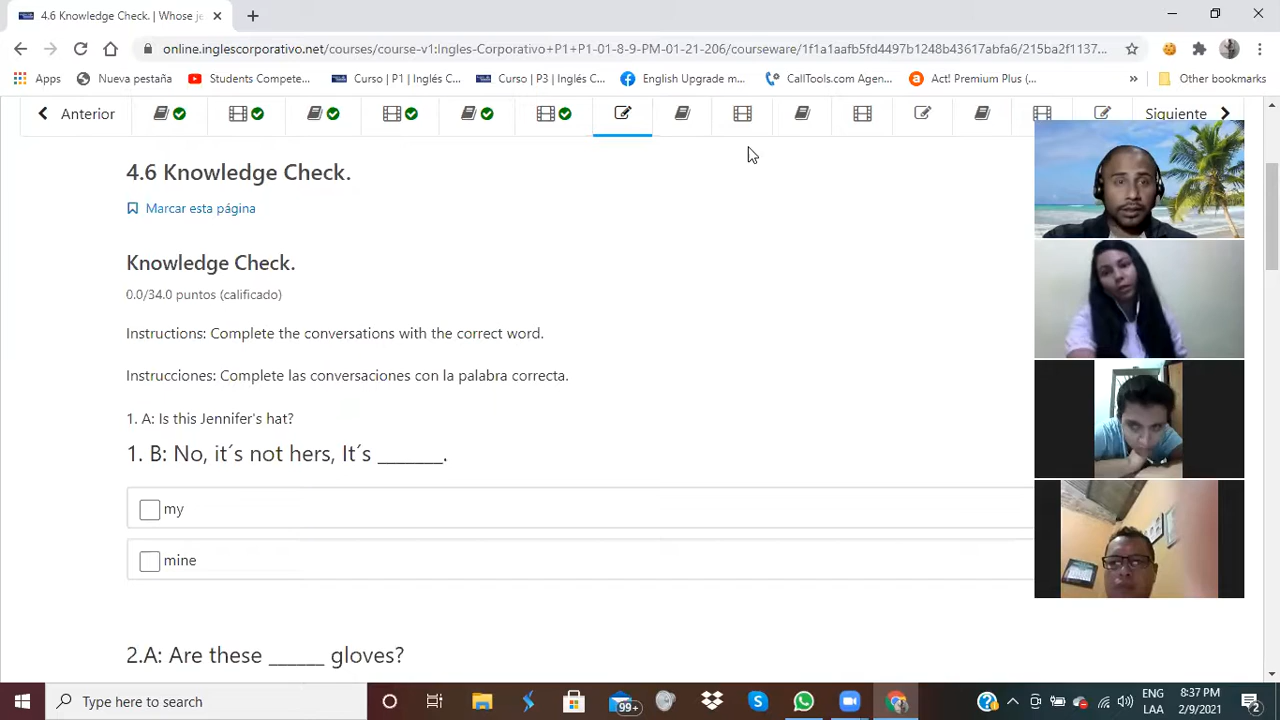 4.6 Knowledge Check. | Whose je
online.inglescorporativo.net/courses/course-v1:Ingles-Corporativo+P1+P1-01-8-9-PM-01-21-206/courseware/1f1a1aafb5fd4497b1248b43617abfa6/215ba2f1137...
Apps Nueva pestaña Students Compete... Curso | P1 | Inglés C... Curso | P3 | Inglés C... English Upgrade m... CallTools.com Agen... Act! Premium Plus (... » Other bookmarks
Anterior Siguiente
4.6 Knowledge Check.
Marcar esta página
Knowledge Check.
0.0/34.0 puntos (calificado)
Instructions: Complete the conversations with the correct word.
Instrucciones: Complete las conversaciones con la palabra correcta.
1. A: Is this Jennifer's hat?
1. B: No, it´s not hers, It´s _______.
my
mine
2.A: Are these ______ gloves?
Type here to search
99+
ENG
LAA
8:37 PM
2/9/2021
2